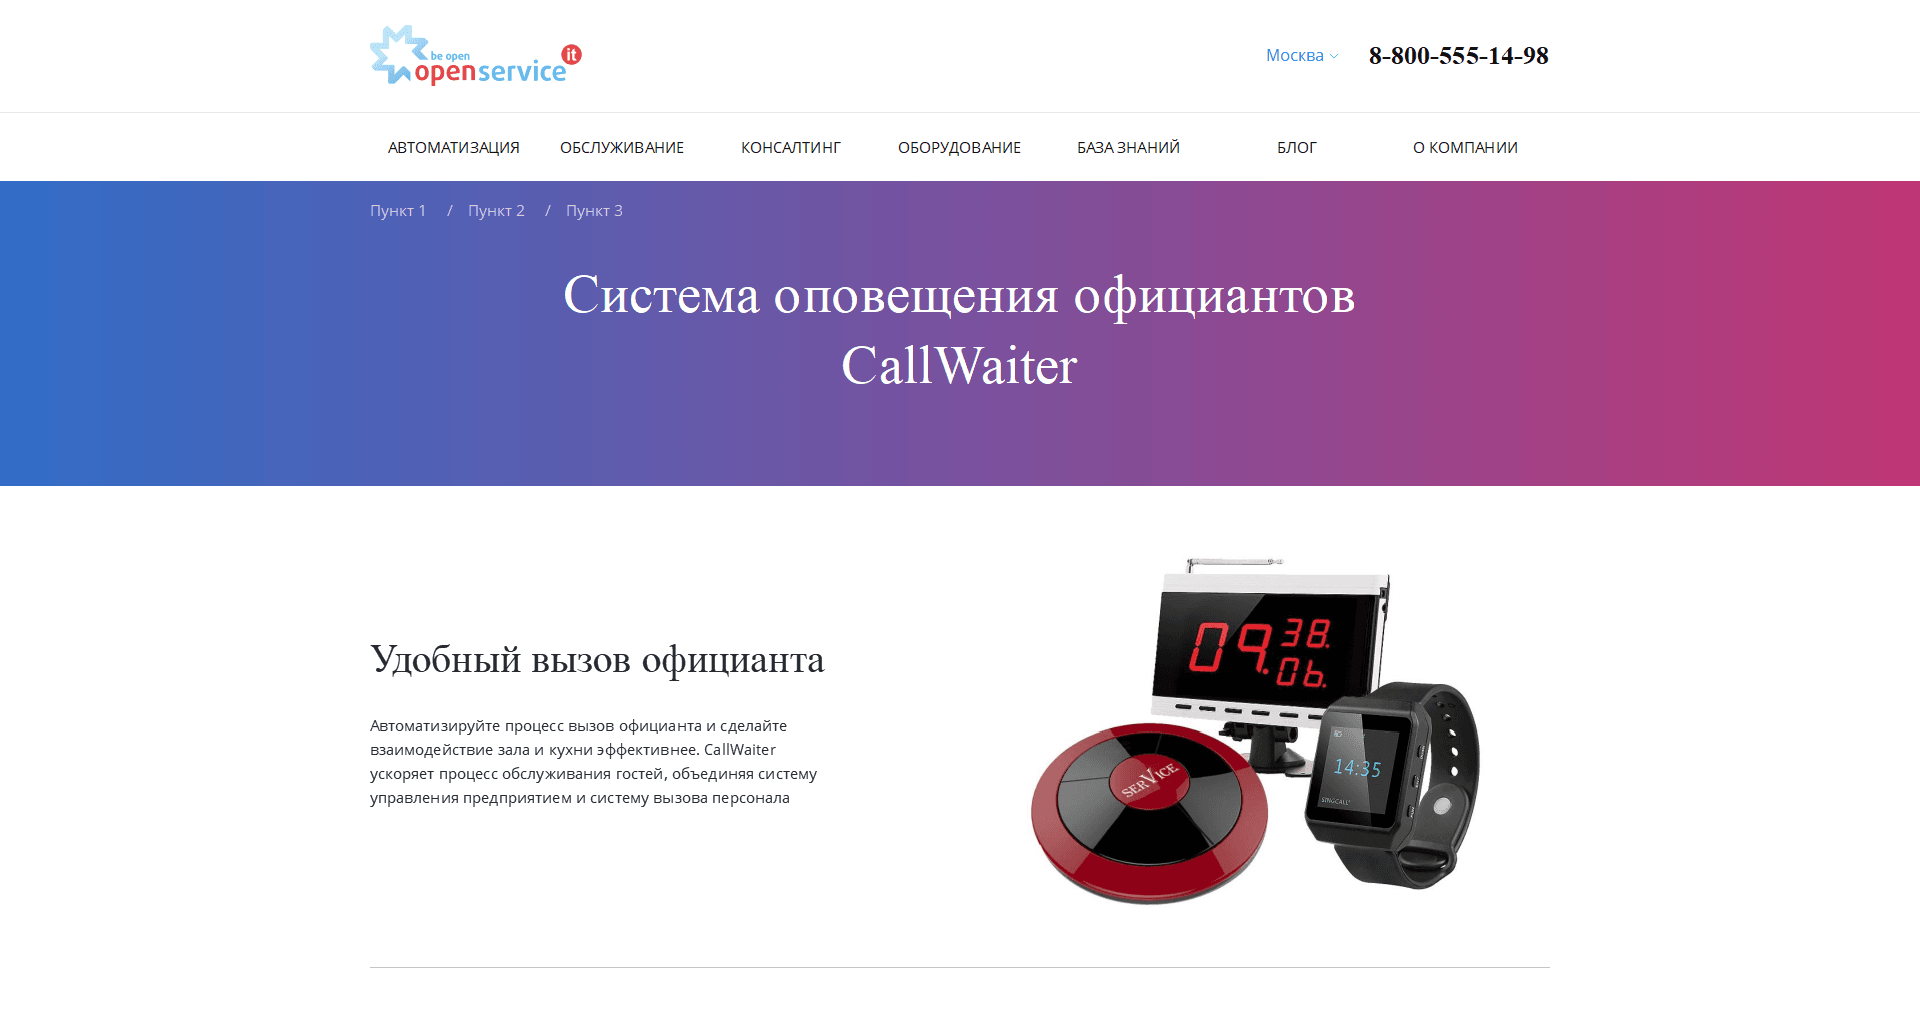 be open
openservice it
Москва
8-800-555-14-98
АВТОМАТИЗАЦИЯ ОБСЛУЖИВАНИЕ КОНСАЛТИНГ ОБОРУДОВАНИЕ БАЗА ЗНАНИЙ БЛОГ О КОМПАНИИ
Пункт 1 / Пункт 2 / Пункт 3
Система оповещения официантов
CallWaiter
Удобный вызов официанта
Автоматизируйте процесс вызов официанта и сделайте
взаимодействие зала и кухни эффективнее. CallWaiter
ускоряет процесс обслуживания гостей, объединяя систему
управления предприятием и систему вызова персонала
09. 38.
06.
SERVICE
14:35
SINGCALL